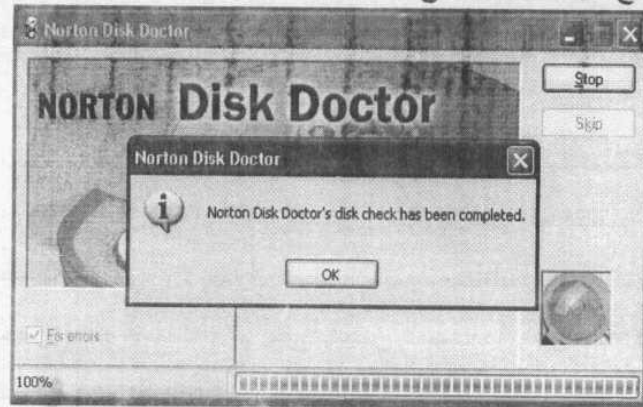 Norton Disk Doctor
Stop
NORTON Disk Doctor
Skip
Norton Disk Doctor
Norton Disk Doctor's disk check has been completed.
OK
Fix errors
100%